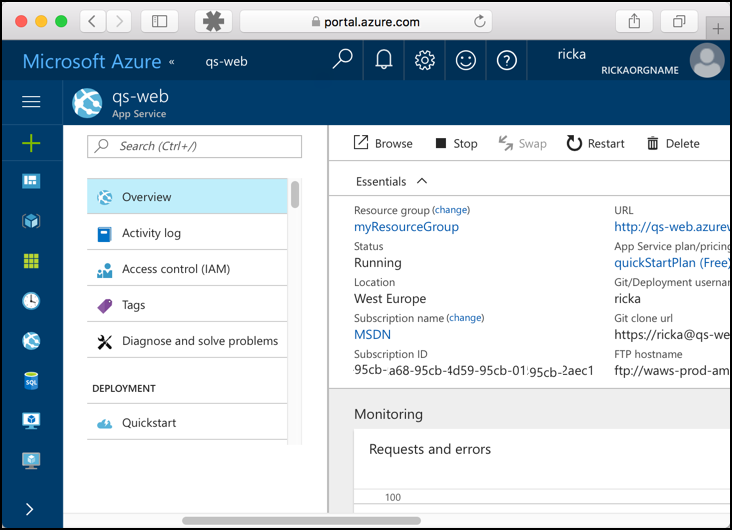 portal.azure.com
Microsoft Azure « qs-web
ricka
RICKAORGNAME
qs-web
App Service
Search (Ctrl+/)
Overview
Activity log
Access control (IAM)
Tags
Diagnose and solve problems
DEPLOYMENT
Quickstart
Browse Stop Swap Restart Delete
Essentials
Resource group (change)
myResourceGroup
Status
Running
Location
West Europe
Subscription name (change)
MSDN
Subscription ID
95cb-a68-95cb-4d59-95cb-01 95cb-2aec1
URL
http://qs-web.azurew
App Service plan/pricing
quickStartPlan (Free)
Git/Deployment userna
ricka
Git clone url
https://ricka@qs-we
FTP hostname
ftp://waws-prod-am
Monitoring
Requests and errors
100
SQL